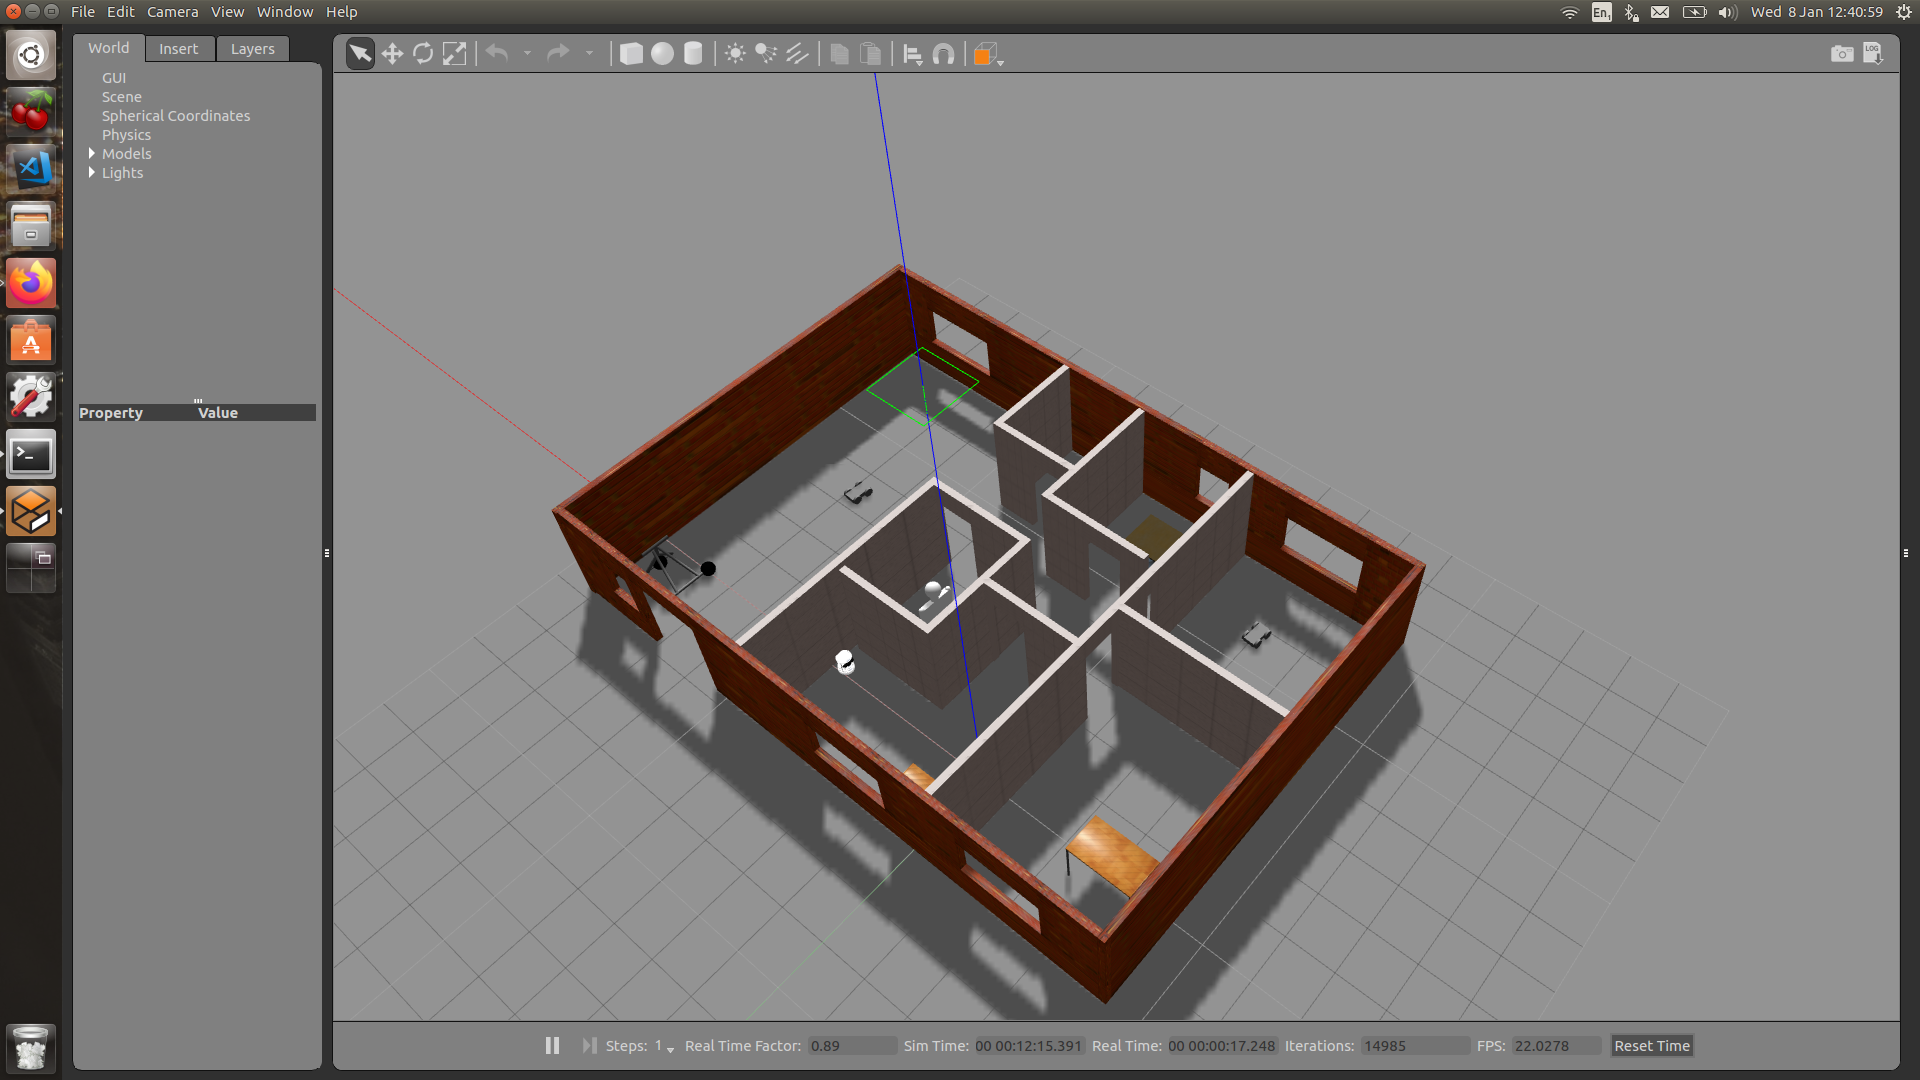 File Edit Camera View Window Help
En1
Wed 8 Jan 12:40:59
World Insert Layers
LOG
GUI
Scene
Spherical Coordinates
Physics
Models
Lights
Property Value
Steps: 1 Real Time Factor: 0.89 Sim Time: 00 00:12:15.391 Real Time: 00 00:00:17.248 Iterations: 14985 FPS: 22.0278 Reset Time